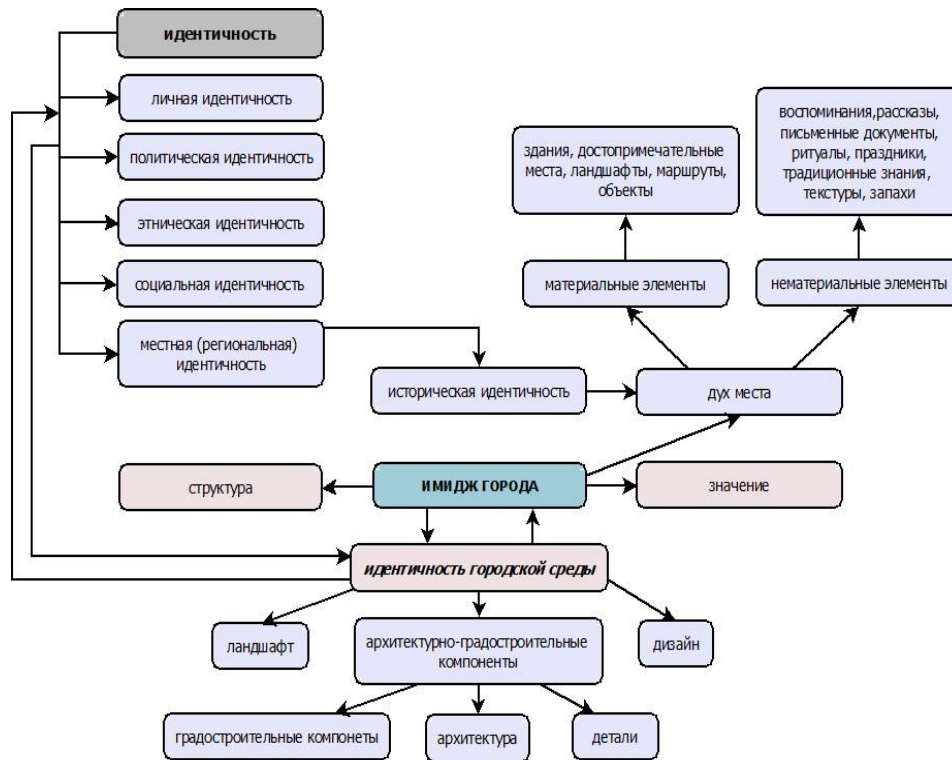 идентичность
личная идентичность
политическая идентичность
этническая идентичность
социальная идентичность
местная (региональная)
идентичность
здания, достопримечательные
места, ландшафты, маршруты,
объекты
воспоминания,рассказы,
письменные документы,
ритуалы, праздники,
традиционные знания,
текстуры, запахи
материальные элементы
нематериальные элементы
историческая идентичность
дух места
структура
ИМИДЖ ГОРОДА
значение
идентичность городской среды
ландшафт
архитектурно-градостроительные
компоненты
дизайн
градостроительные компонеты
архитектура
детали